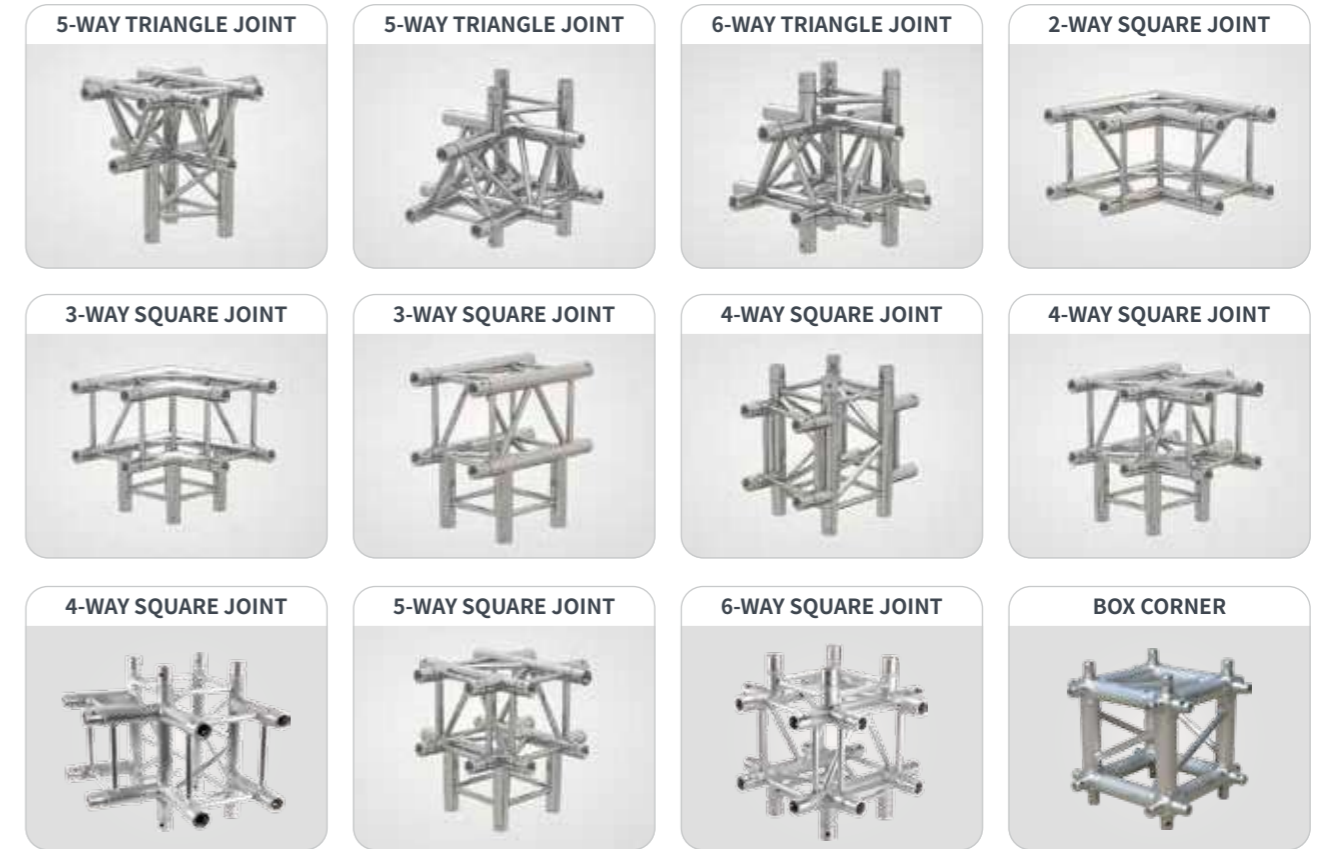 5-WAY TRIANGLE JOINT
5-WAY TRIANGLE JOINT
6-WAY TRIANGLE JOINT
2-WAY SQUARE JOINT
3-WAY SQUARE JOINT
3-WAY SQUARE JOINT
4-WAY SQUARE JOINT
4-WAY SQUARE JOINT
4-WAY SQUARE JOINT
5-WAY SQUARE JOINT
6-WAY SQUARE JOINT
BOX CORNER